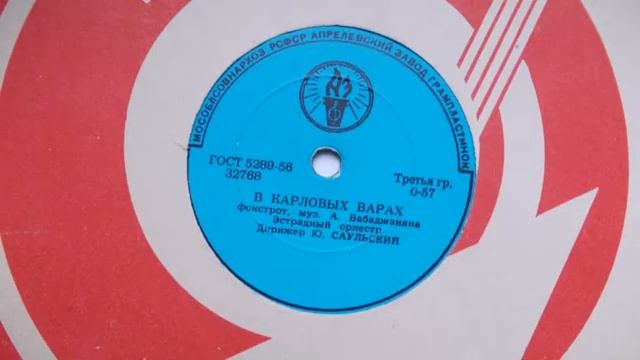 МОСОБЛСОВНАРХОЗ РСФСР АПРЕЛЕВСКИЙ ЗАВОД ГРАМПЛАСТИНОК
АЗ
ГОСТ 5289-56
32768
Третья гр.
0-57
В КАРЛОВЫХ ВАРАХ
фокстрот, муз. А. Бабаджаняна
Эстрадный оркестр
Дирижер Ю. САУЛЬСКИЙ